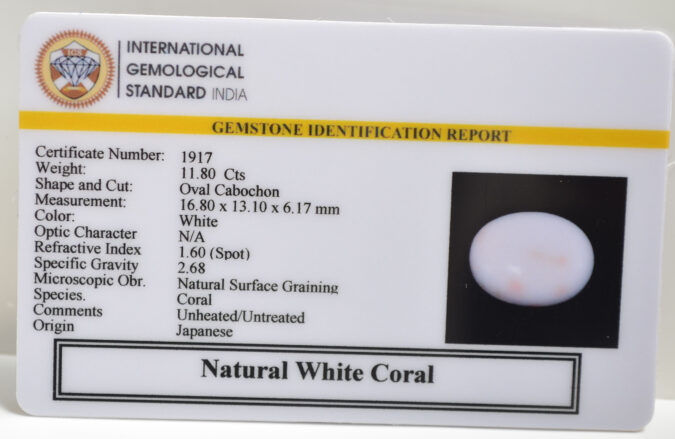 IGS
INTERNATIONAL
GEMOLOGICAL
STANDARD INDIA
GEMSTONE IDENTIFICATION REPORT
Certificate Number: 1917
Weight: 11.80 Cts
Shape and Cut: Oval Cabochon
Measurement: 16.80 x 13.10 x 6.17 mm
Color: White
Optic Character N/A
Refractive Index 1.60 (Spot)
Specific Gravity 2.68
Microscopic Obr. Natural Surface Graining
Species. Coral
Comments Unheated/Untreated
Origin Japanese
Natural White Coral